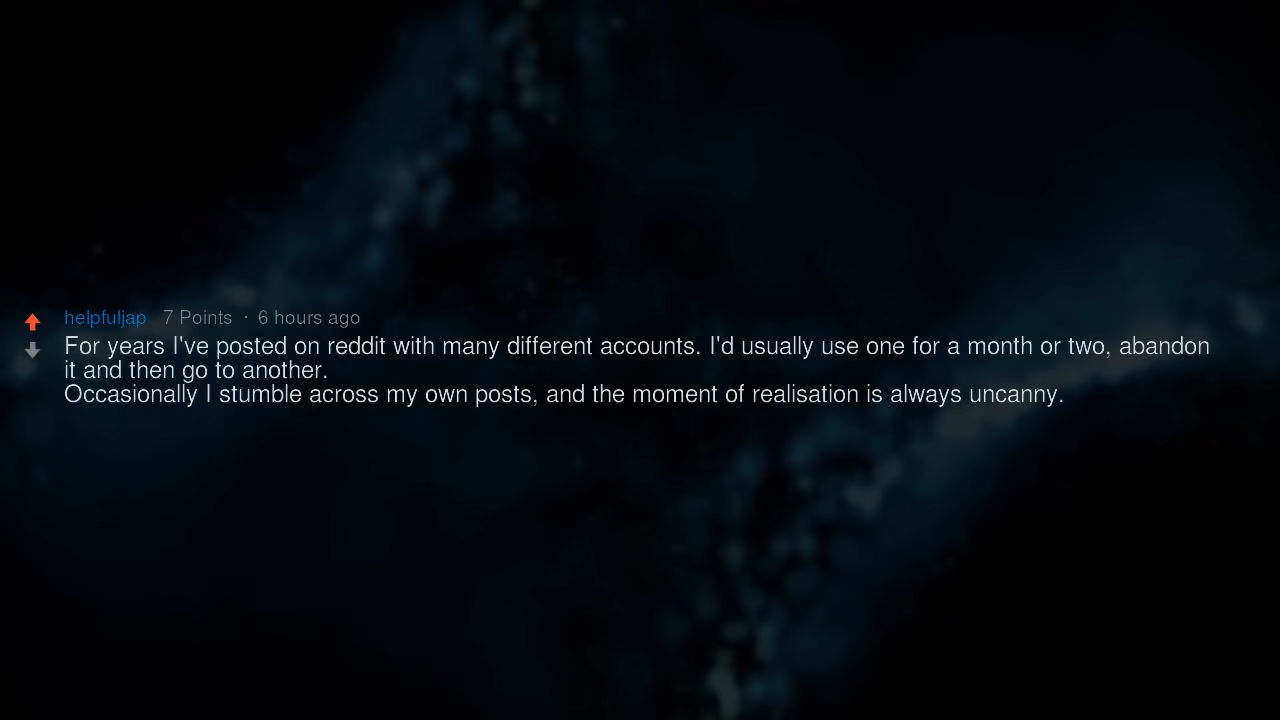 helpfuljap 7 Points · 6 hours ago
For years I've posted on reddit with many different accounts. I'd usually use one for a month or two, abandon
it and then go to another.
Occasionally I stumble across my own posts, and the moment of realisation is always uncanny.